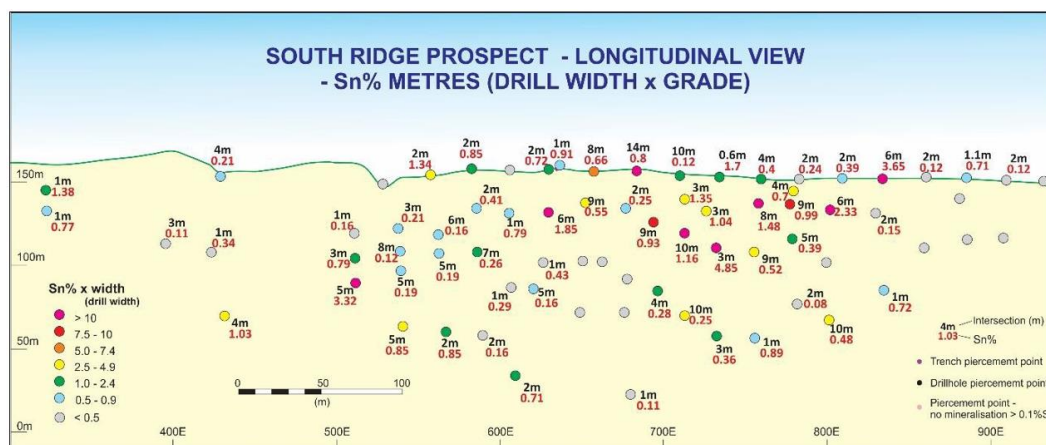 SOUTH RIDGE PROSPECT - LONGITUDINAL VIEW
- Sn% METRES (DRILL WIDTH x GRADE)
4m
0.21
2m
1.34
2m
0.85
2m
0.72
1m
0.91
8m
0.66
14m
0.8
10m
0.12
0.6m
1.7
4m
0.4
2m
0.24
2m
0.39
6m
3.65
2m
0.12
1.1m
0.71
2m
0.12
150m
1m
1.38
1m
0.77
3m
0.11
1m
0.34
1m
0.16
3m
0.21
6m
0.16
2m
0.41
1m
0.79
6m
1.85
9m
0.55
2m
0.25
3m
1.35
3m
1.04
4m
0.7
8m
1.48
9m
0.99
6m
2.33
2m
0.15
100m
3m
0.79
8m
0.12
5m
0.19
7m
0.26
1m
0.43
9m
0.93
10m
1.16
3m
4.85
9m
0.52
5m
0.39
5m
3.32
5m
0.19
1m
0.29
5m
0.16
4m
0.28
10m
0.25
2m
0.08
1m
0.72
4m
1.03
5m
0.85
2m
0.85
2m
0.16
3m
0.36
1m
0.89
10m
0.48
50m
2m
0.71
1m
0.11
0m
Sn% x width
(drill width)
> 10
7.5 - 10
5.0 - 7.4
2.5 - 4.9
1.0 - 2.4
0.5 - 0.9
< 0.5
0 50 100
(m)
4m Intersection (m)
1.03 Sn%
Trench piercement point
Drillhole piercement point
Piercememt point -
no mineralisation > 0.1%S
400E 500E 600E 700E 800E 900E